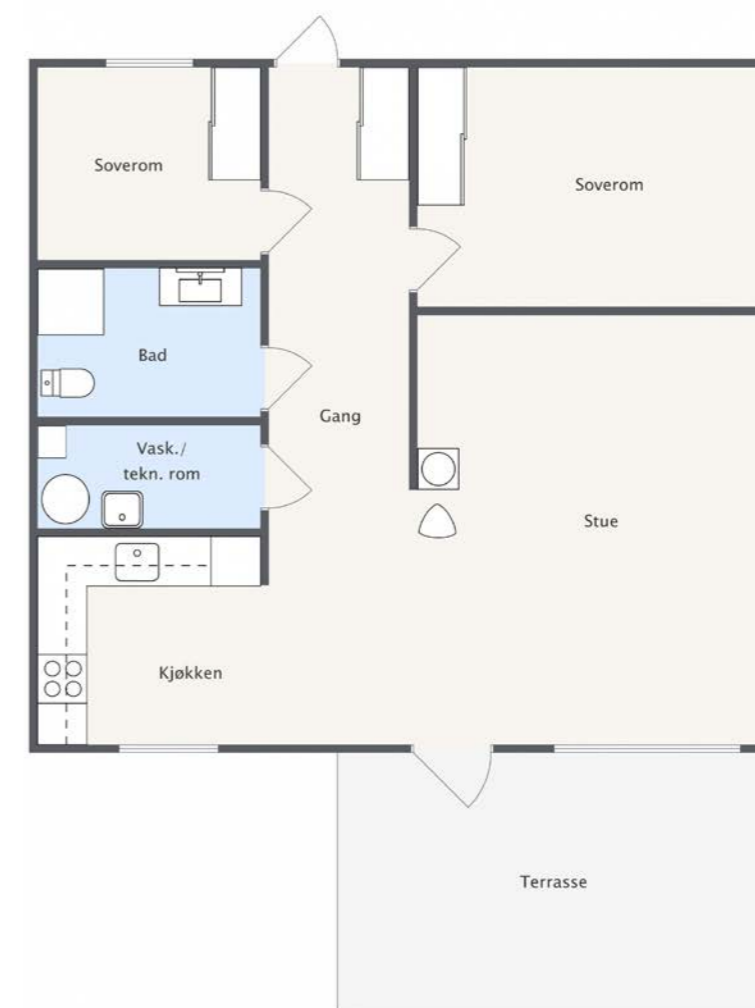 Soverom
Soverom
Bad
Gang
Vask./
tekn. rom
Stue
Kjøkken
Terrasse